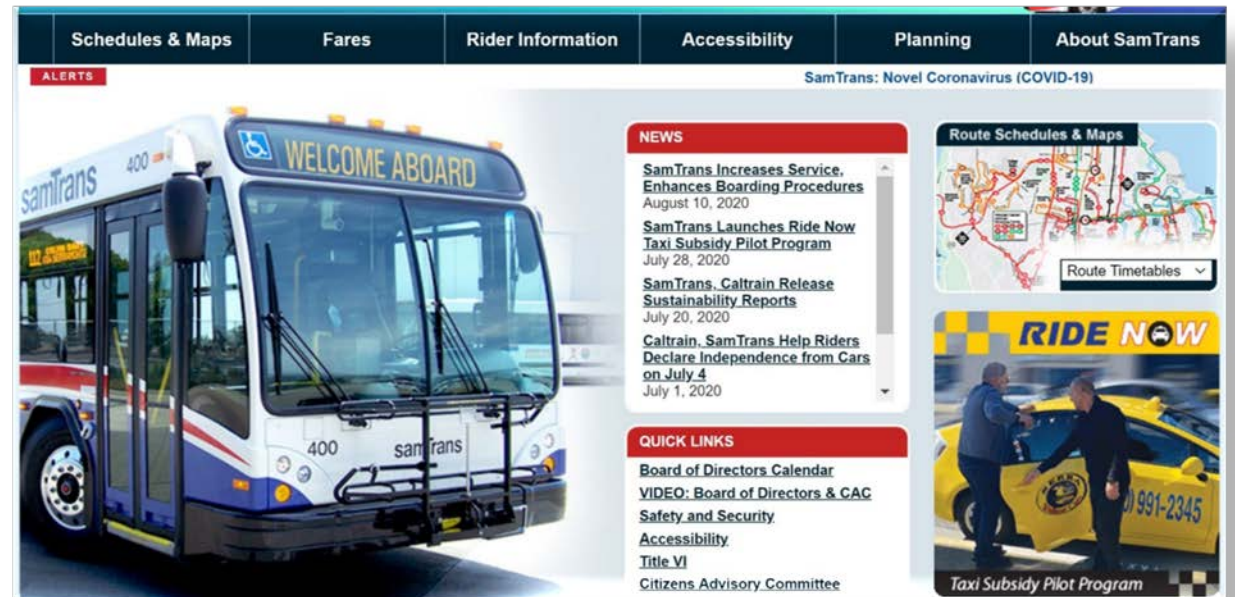 Schedules & Maps
Fares
Rider Information
Accessibility
Planning
About SamTrans
ALERTS
SamTrans: Novel Coronavirus (COVID-19)
WELCOME ABOARD
samTrans
400
112
400
samTrans
NEWS
SamTrans Increases Service,
Enhances Boarding Procedures
August 10, 2020
SamTrans Launches Ride Now
Taxi Subsidy Pilot Program
July 28, 2020
SamTrans, Caltrain Release
Sustainability Reports
July 20, 2020
Caltrain, SamTrans Help Riders
Declare Independence from Cars
on July 4
July 1, 2020
QUICK LINKS
Board of Directors Calendar
VIDEO: Board of Directors & CAC
Safety and Security
Accessibility
Title VI
Citizens Advisory Committee
Route Schedules & Maps
Route Timetables
RIDE NOW
) 991-2345
Taxi Subsidy Pilot Program